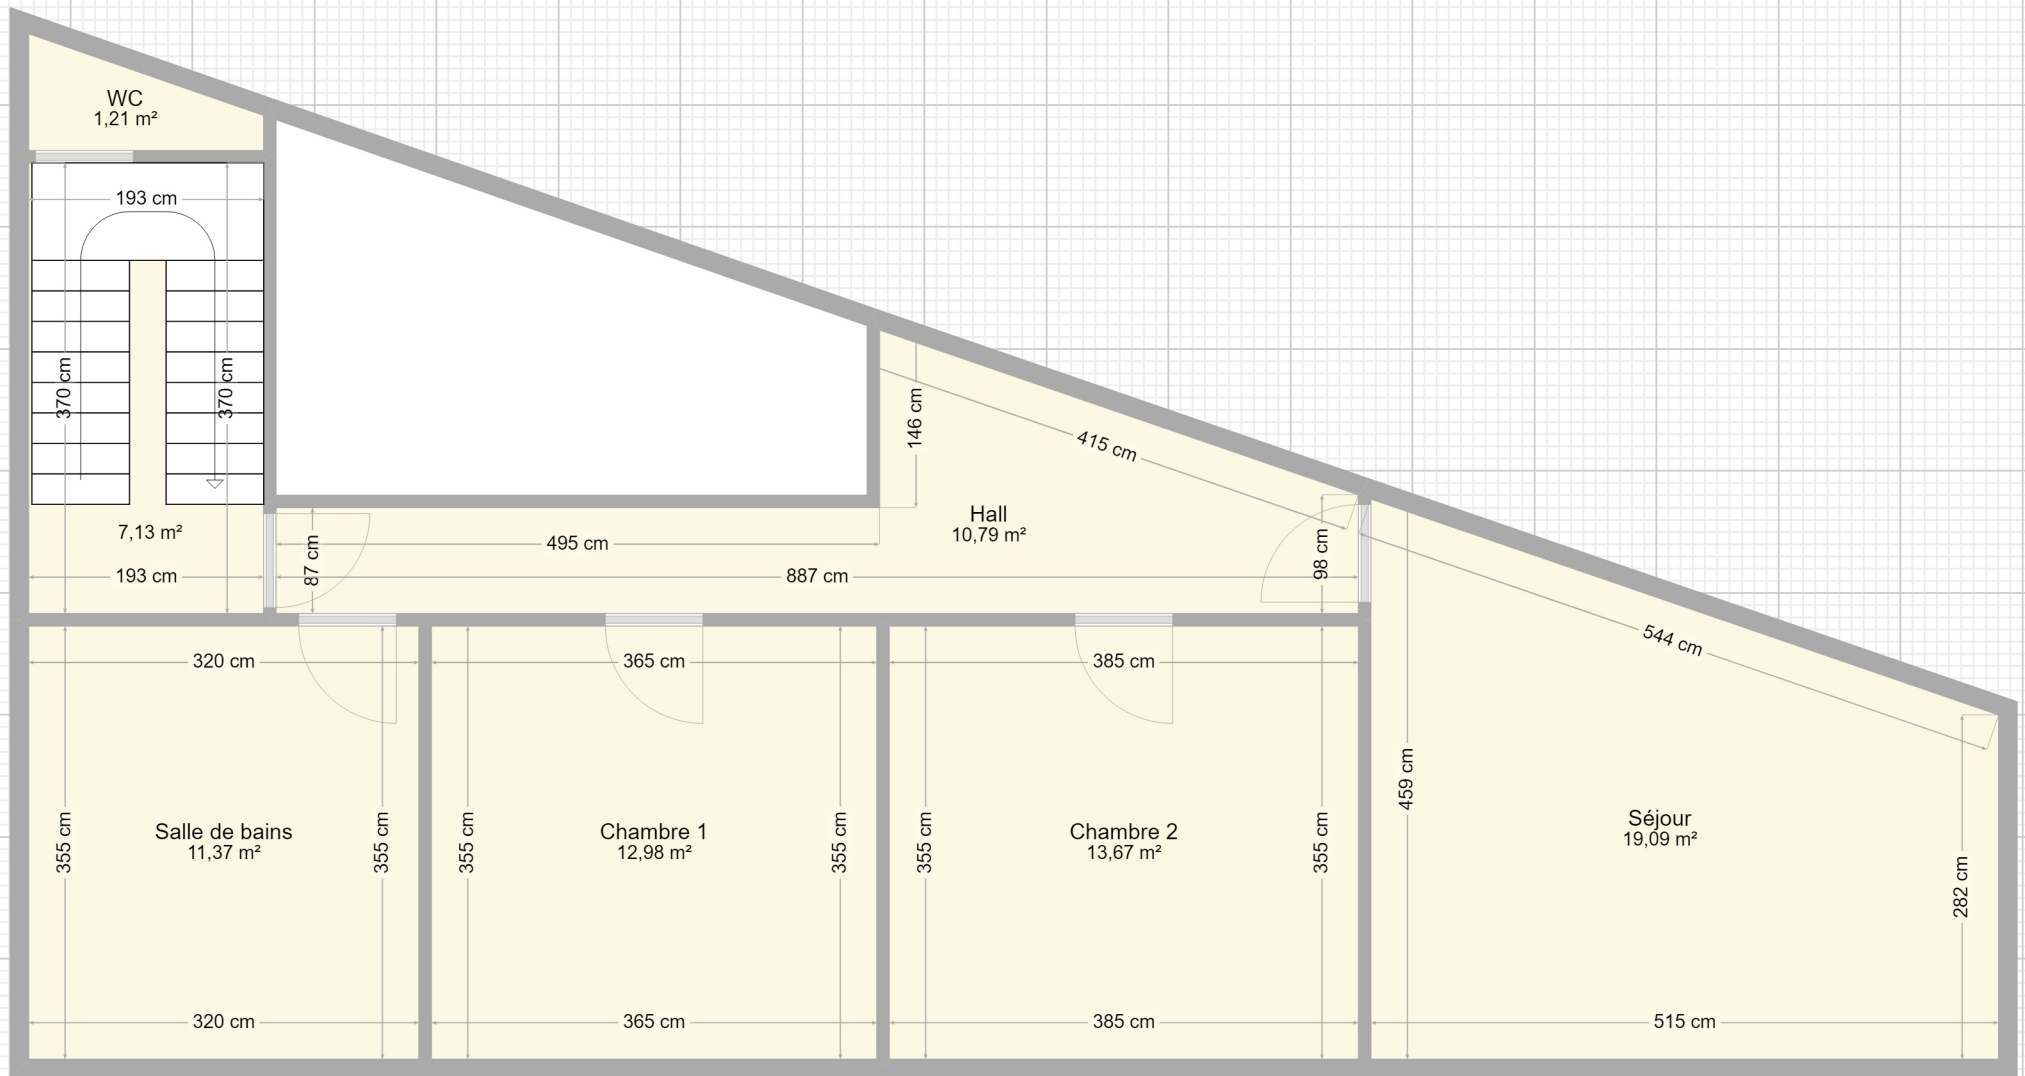 WC
1,21 m²
193 cm
370 cm
370 cm
7,13 m²
193 cm
87 cm
495 cm
887 cm
146 cm
415 cm
Hall
10,79 m²
98 cm
544 cm
320 cm
355 cm
355 cm
Salle de bains
11,37 m²
320 cm
365 cm
355 cm
355 cm
Chambre 1
12,98 m²
365 cm
385 cm
355 cm
355 cm
Chambre 2
13,67 m²
385 cm
459 cm
Séjour
19,09 m²
282 cm
515 cm